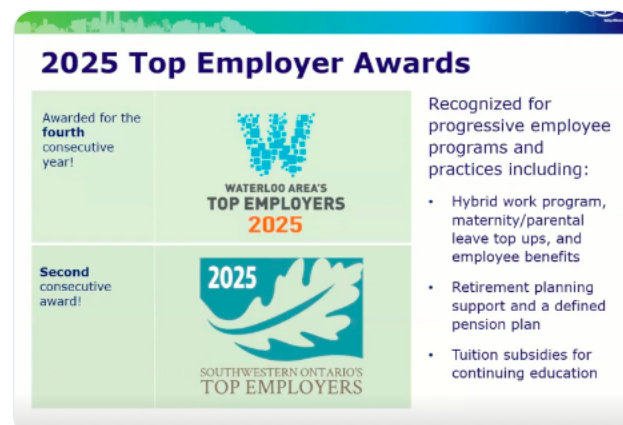 2025 Top Employer Awards
Awarded for the
fourth
consecutive
year!
W
WATERLOO AREA'S
TOP EMPLOYERS
2025
Second
consecutive
award!
2025
SOUTHWESTERN ONTARIO'S
TOP EMPLOYERS
Recognized for
progressive employee
programs and
practices including:
• Hybrid work program,
maternity/parental
leave top ups, and
employee benefits
• Retirement planning
support and a defined
pension plan
• Tuition subsidies for
continuing education